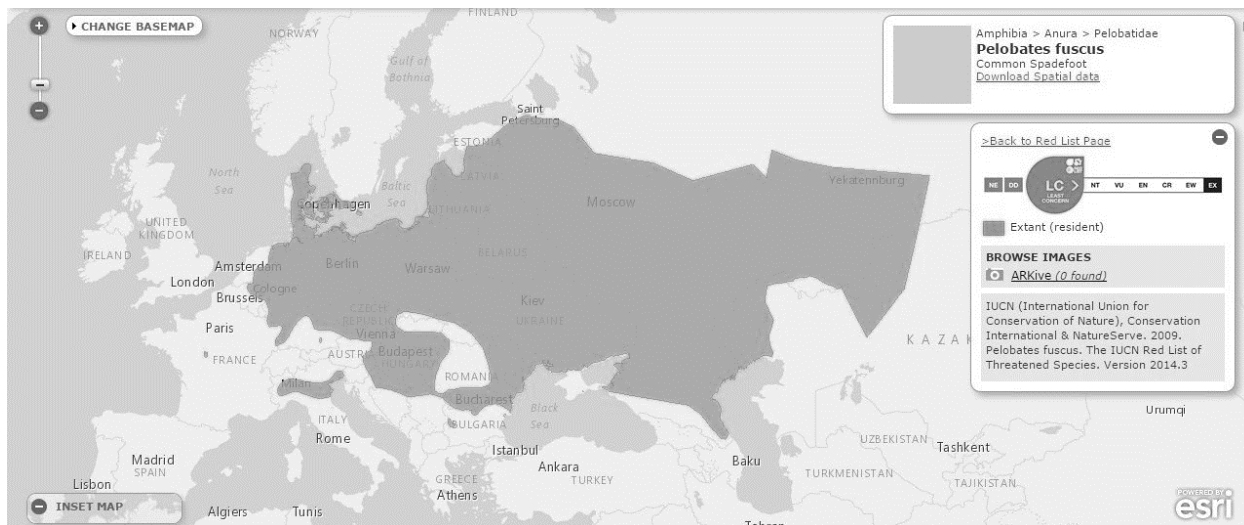 CHANGE BASEMAP
FINLAND
NORWAY
Gulf of
Bothnia
Saint
Petersburg
ESTONIA
North
Sea
Baltic
Sea
LATVIA
Yekaterinburg
Copenhagen
LITHUANIA
Moscow
UNITED
KINGDOM
IRELAND
Amsterdam
Berlin
Warsaw
BELARUS
London
Cologne
Brussels
Kiev
Paris
CZECH
REPUBLIC
UKRAINE
Vienna
FRANCE
AUSTRI
Budapest
HUNGARY
KAZAK
Milan
ROMANIA
Bucharest
Black
Sea
BULGARIA
ITALY
Rome
Istanbul
Madrid
SPAIN
Ankara
TURKEY
Baku
UZBEKISTAN
Tashkent
Urumqi
GREECE
Athens
TURKMENISTAN
TAJIKISTAN
Lisbon
INSET MAP
Algiers
Tunis
Tehran
Amphibia > Anura > Pelobatidae
Pelobates fuscus
Common Spadefoot
Download Spatial data
>Back to Red List Page
NE DD LC > NT VU EN CR EW EX
LEAST
CONCERN
Extant (resident)
BROWSE IMAGES
ARKive (0 found)
IUCN (International Union for
Conservation of Nature), Conservation
International & NatureServe. 2009.
Pelobates fuscus. The IUCN Red List of
Threatened Species. Version 2014.3
POWERED BY
esri